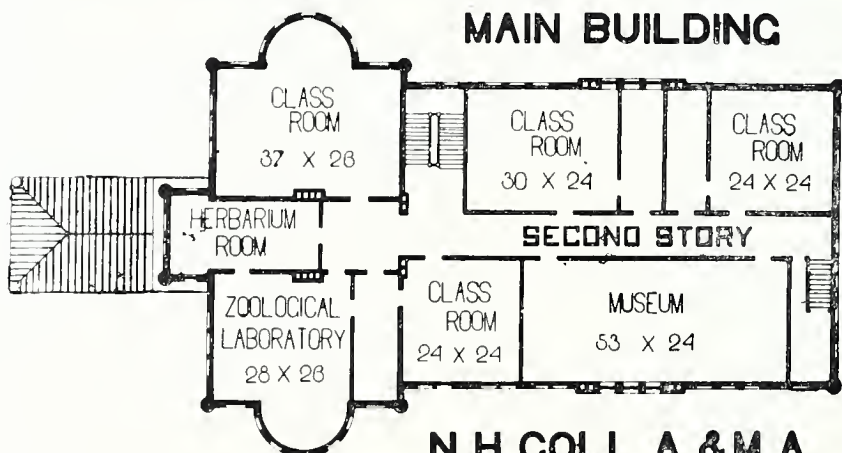 MAIN BUILDING
CLASS
ROOM
37 X 26
CLASS
ROOM
30 X 24
CLASS
ROOM
24 X 24
HERBARIUM
ROOM
SECOND STORY
ZOOLOGICAL
LABORATORY
28 X 26
CLASS
ROOM
24 X 24
MUSEUM
53 X 24
N.H.COLL. A.&M.A.